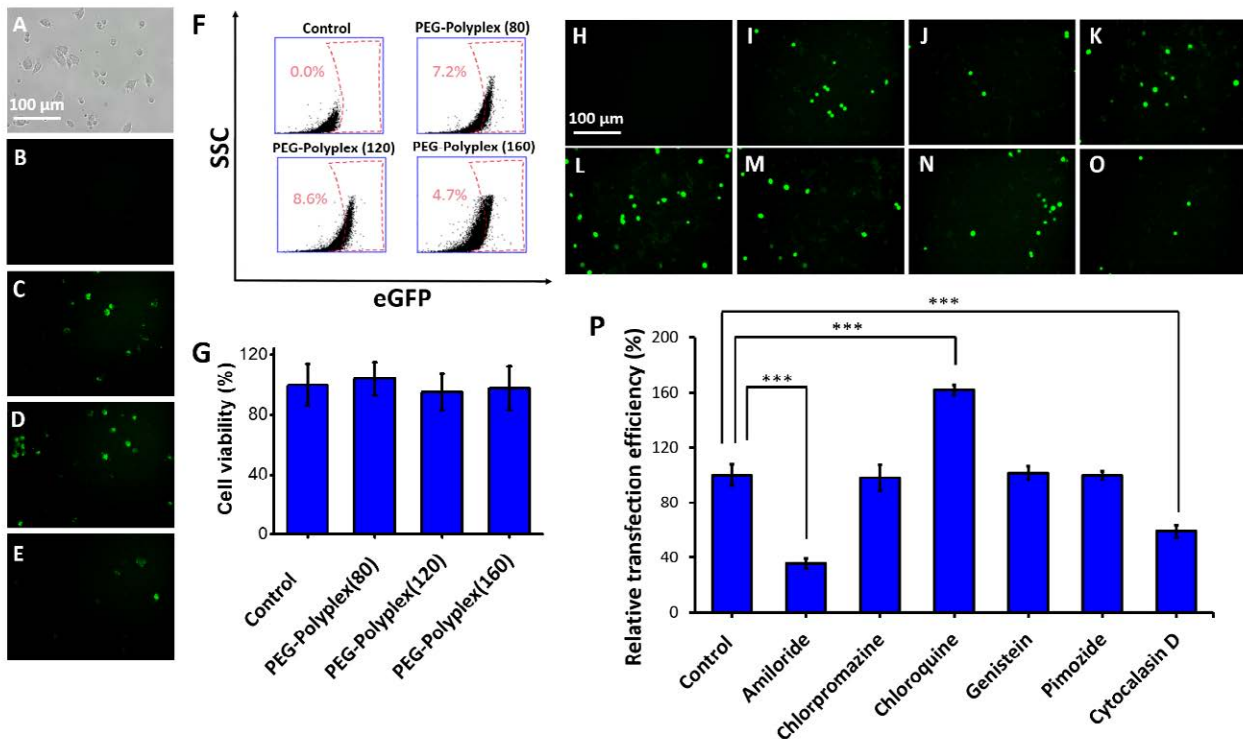 A
100 µm
B
C
D
E
F
Control
PEG-Polyplex (80)
0.0%
7.2%
PEG-Polyplex (120)
PEG-Polyplex (160)
8.6%
4.7%
SSC
eGFP
G
Cell viability (%)
120
80
40
0
Control
PEG-Polyplex(80)
PEG-Polyplex(120)
PEG-Polyplex(160)
H
100 µm
I
J
K
L
M
N
O
P
***
***
***
Relative transfection efficiency (%)
200
160
120
80
40
0
Control
Amiloride
Chlorpromazine
Chloroquine
Genistein
Pimozide
Cytocalasin D